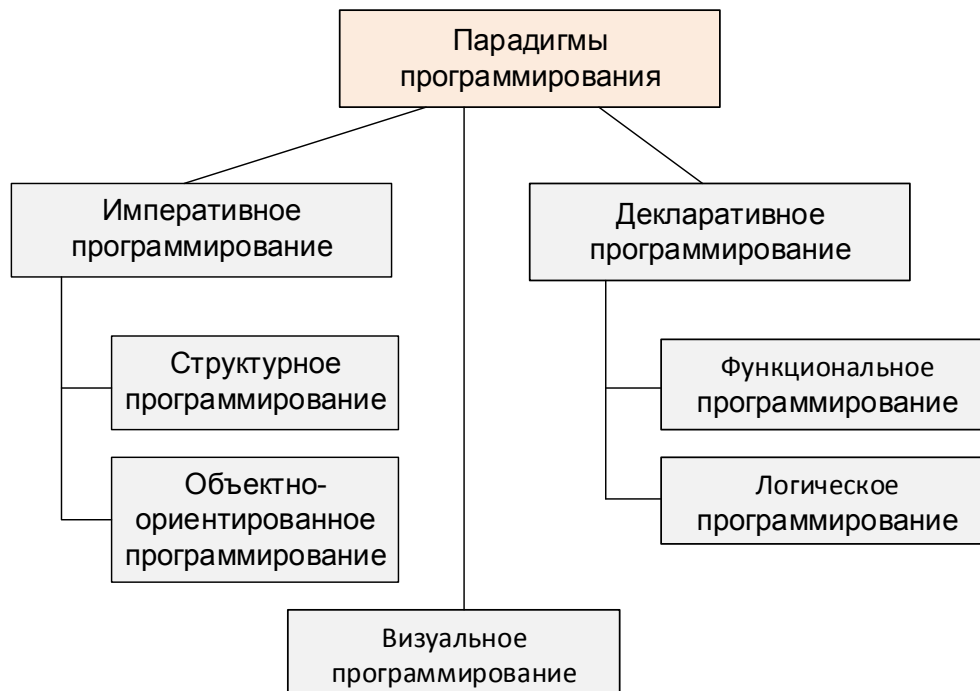 Парадигмы
программирования
Императивное
программирование
Декларативное
программирование
Структурное
программирование
Функциональное
программирование
Объектно-
ориентированное
программирование
Логическое
программирование
Визуальное
программирование